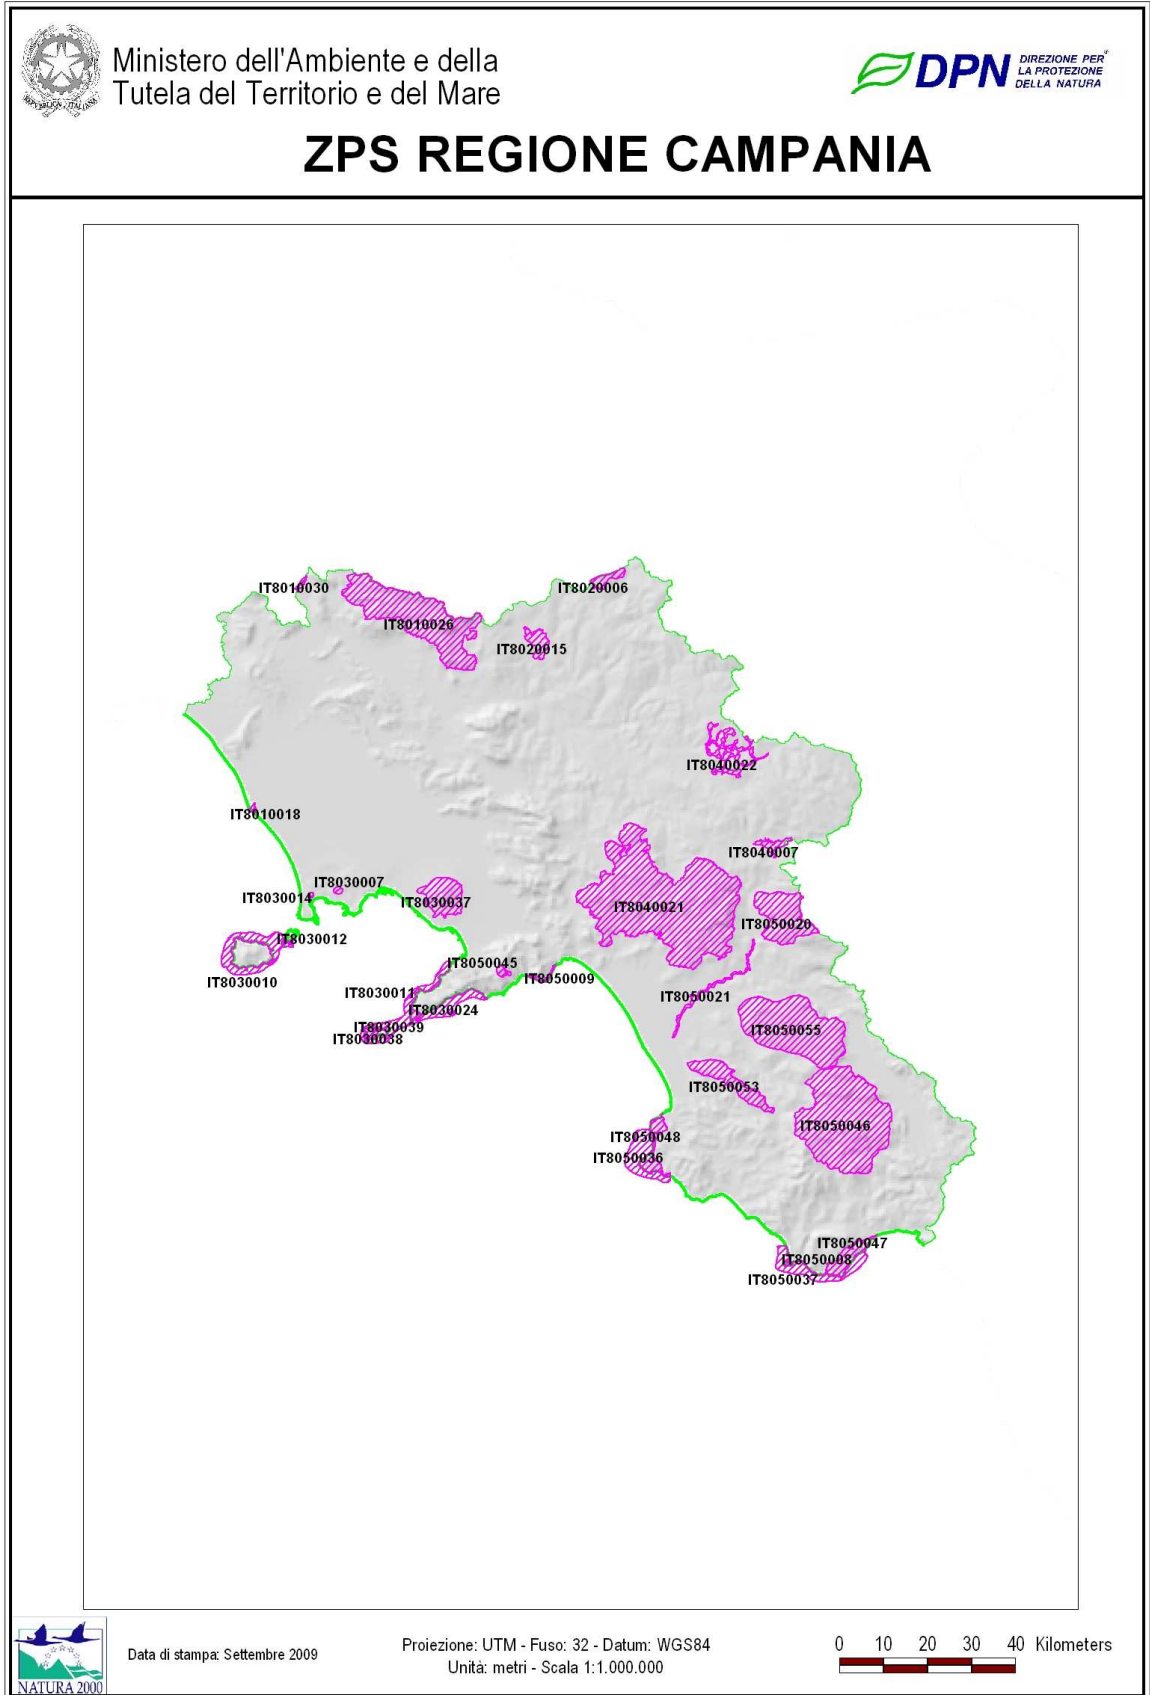 Ministero dell'Ambiente e della
Tutela del Territorio e del Mare
REPVBBLICA ITALIANA
DPN
DIREZIONE PER
LA PROTEZIONE
DELLA NATURA
ZPS REGIONE CAMPANIA
IT8010030
IT8020006
IT8010026
IT8020015
IT8040022
IT8010018
IT8040007
IT8030007
IT8030014
IT8030037
IT8040021
IT8050020
IT8030012
IT8050045
IT8030010
IT8050009
IT8030011
IT8050021
IT8030024
IT8030039
IT8030038
IT8050055
IT8050053
IT8050046
IT8050048
IT8050036
IT8050047
IT8050008
IT8050037
NATURA 2000
Data di stampa: Settembre 2009
Proiezione: UTM - Fuso: 32 - Datum: WGS84
Unità: metri - Scala 1:1.000.000
0 10 20 30 40 Kilometers